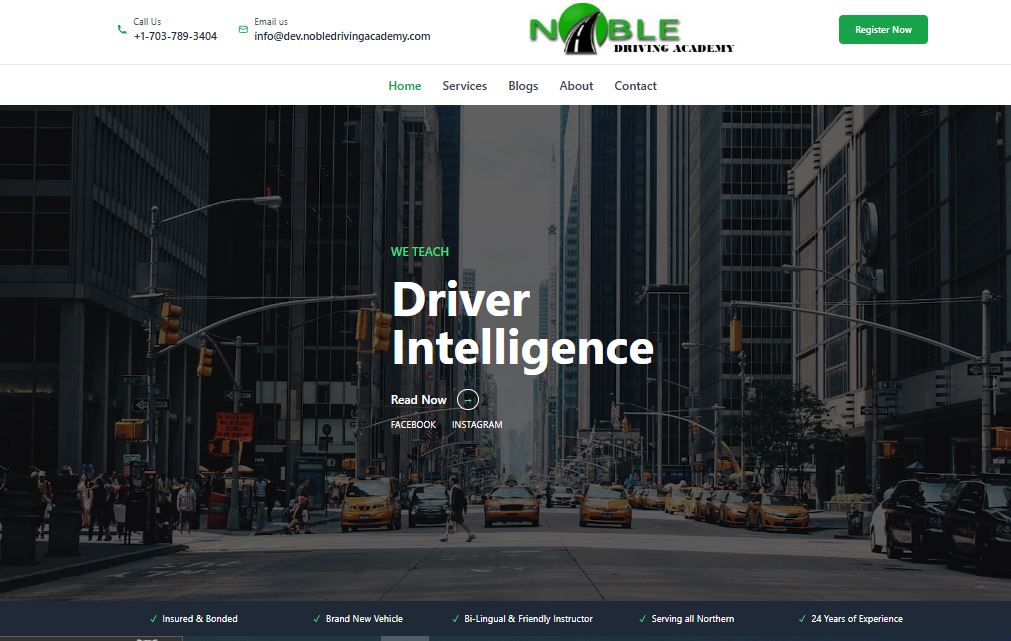 Call Us
+1-703-789-3404
Email us
info@dev.nobledrivingacademy.com
NOBLE
DRIVING ACADEMY
Register Now
Home
Services
Blogs
About
Contact
WE TEACH
Driver
Intelligence
Read Now →
FACEBOOK INSTAGRAM
✓ Insured & Bonded
✓ Brand New Vehicle
✓ Bi-Lingual & Friendly Instructor
✓ Serving all Northern
✓ 24 Years of Experience